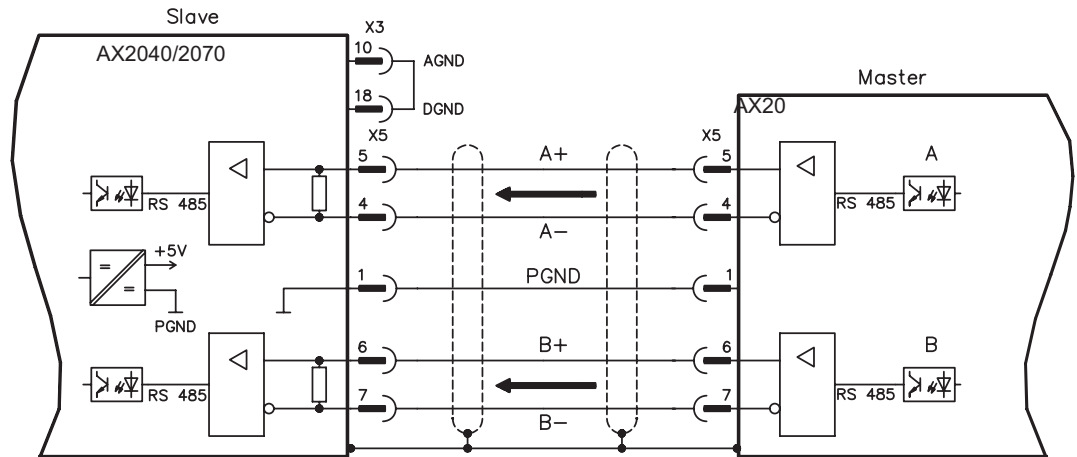 Slave
X3
AX2040/2070
10
AGND
Master
18
DGND
AX20
X5
X5
5
A+
5
A
RS 485
4
A-
4
RS 485
+5V
=
=
1
PGND
1
PGND
6
B+
6
B
RS 485
7
B-
7
RS 485